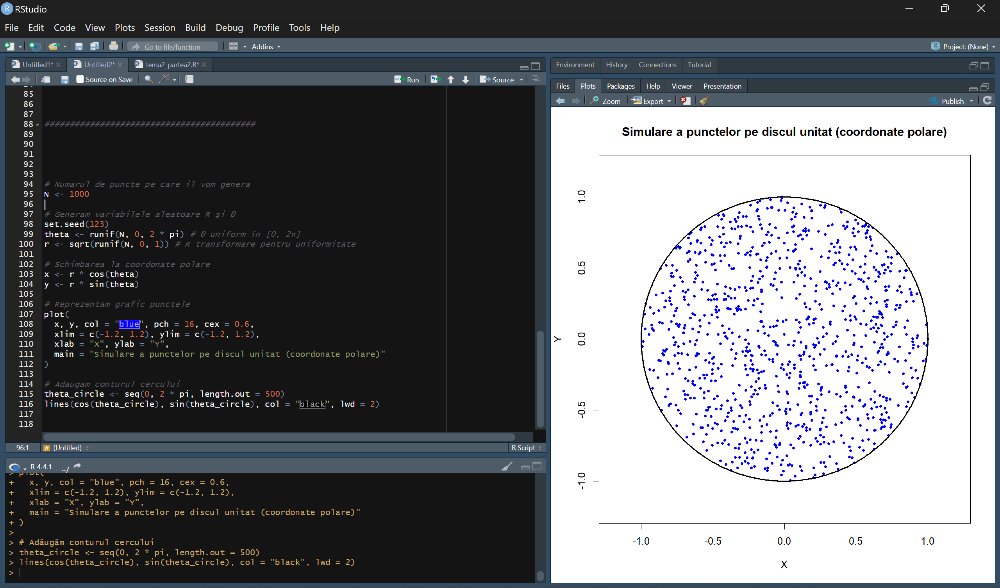 RStudio
File Edit Code View Plots Session Build Debug Profile Tools Help
Go to file/function Addins Project: (None)
Untitled1* Untitled2* tema2_partea2.R*
Source on Save Run Source
85
86
87
88 ##########################################
89
90
91
92
93
94 # Numarul de puncte pe care il vom genera
95 N <- 1000
96
97 # Generam variabilele aleatoare R și θ
98 set.seed(123)
99 theta <- runif(N, 0, 2 * pi) # θ uniform în [0, 2π]
100 r <- sqrt(runif(N, 0, 1)) # R transformare pentru uniformitate
101
102 # Schimbarea la coordonate polare
103 x <- r * cos(theta)
104 y <- r * sin(theta)
105
106 # Reprezentam grafic punctele
107 plot(
108 x, y, col = "blue", pch = 16, cex = 0.6,
109 xlim = c(-1.2, 1.2), ylim = c(-1.2, 1.2),
110 xlab = "X", ylab = "Y",
111 main = "Simulare a punctelor pe discul unitat (coordonate polare)"
112 )
113
114 # Adaugam conturul cercului
115 theta_circle <- seq(0, 2 * pi, length.out = 500)
116 lines(cos(theta_circle), sin(theta_circle), col = "black", lwd = 2)
117
118
96:1 # (Untitled) R Script
R 4.4.1 . ~/
> plot(
+ x, y, col = "blue", pch = 16, cex = 0.6,
+ xlim = c(-1.2, 1.2), ylim = c(-1.2, 1.2),
+ xlab = "X", ylab = "Y",
+ main = "Simulare a punctelor pe discul unitat (coordonate polare)"
+ )
>
> # Adăugăm conturul cercului
> theta_circle <- seq(0, 2 * pi, length.out = 500)
> lines(cos(theta_circle), sin(theta_circle), col = "black", lwd = 2)
>
Environment History Connections Tutorial
Files Plots Packages Help Viewer Presentation
Zoom Export Publish
Simulare a punctelor pe discul unitat (coordonate polare)
1.0
0.5
0.0
-0.5
-1.0
Y
-1.0 -0.5 0.0 0.5 1.0
X